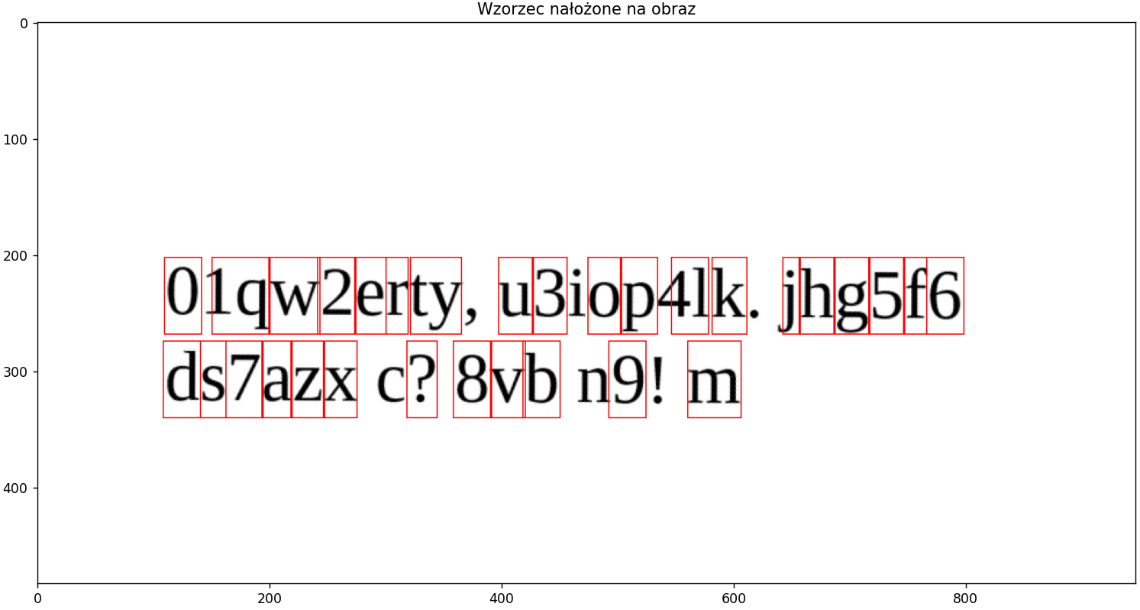 Wzorzec nałożone na obraz
0
100
200
300
400
01qw2erty, u3iop4lk. jhg5f6
ds7azx c? 8vb n9! m
0 200 400 600 800